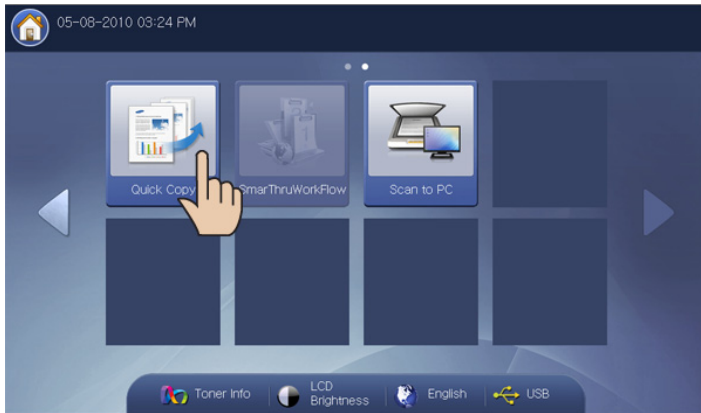 05-08-2010 03:24 PM
Quick Copy
SmarThruWorkFlow
Scan to PC
Toner Info
LCD
Brightness
English
USB